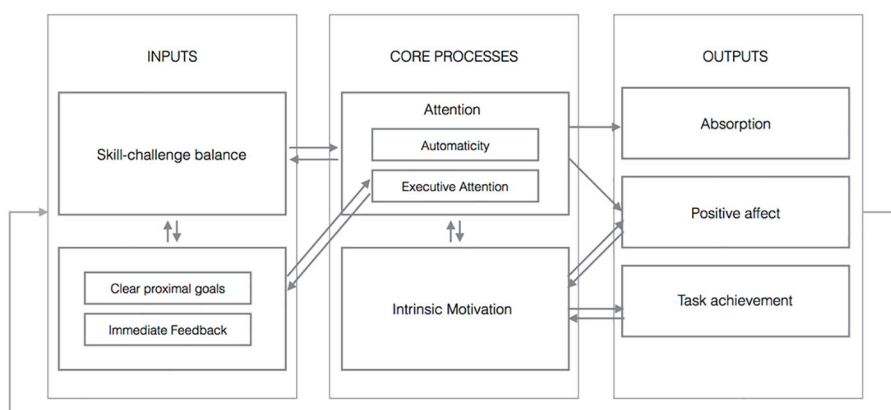 INPUTS
Skill-challenge balance
Clear proximal goals
Immediate Feedback
CORE PROCESSES
Attention
Automaticity
Executive Attention
Intrinsic Motivation
OUTPUTS
Absorption
Positive affect
Task achievement